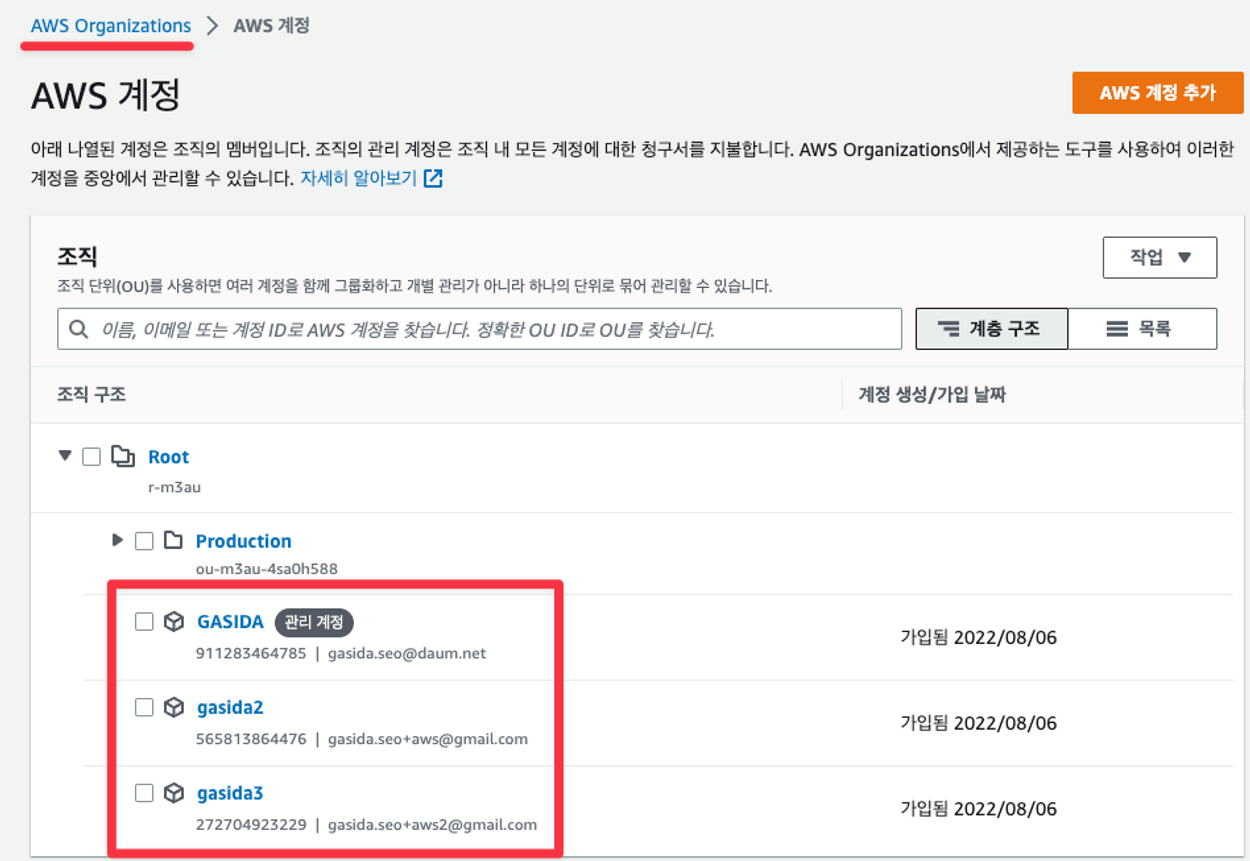 AWS Organizations > AWS 계정
AWS 계정
AWS 계정 추가
아래 나열된 계정은 조직의 멤버입니다. 조직의 관리 계정은 조직 내 모든 계정에 대한 청구서를 지불합니다. AWS Organizations에서 제공하는 도구를 사용하여 이러한
계정을 중앙에서 관리할 수 있습니다. 자세히 알아보기
조직
작업
조직 단위(OU)를 사용하면 여러 계정을 함께 그룹화하고 개별 관리가 아니라 하나의 단위로 묶어 관리할 수 있습니다.
이름, 이메일 또는 계정 ID로 AWS 계정을 찾습니다. 정확한 OU ID로 OU를 찾습니다.
계층 구조
목록
조직 구조
계정 생성/가입 날짜
Root
r-m3au
Production
ou-m3au-4sa0h588
GASIDA 관리 계정
911283464785 | gasida.seo@daum.net
가입됨 2022/08/06
gasida2
565813864476 | gasida.seo+aws@gmail.com
가입됨 2022/08/06
gasida3
272704923229 | gasida.seo+aws2@gmail.com
가입됨 2022/08/06